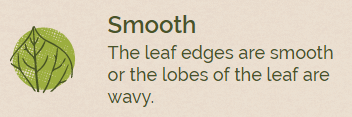 Smooth
The leaf edges are smooth
or the lobes of the leaf are
wavy.